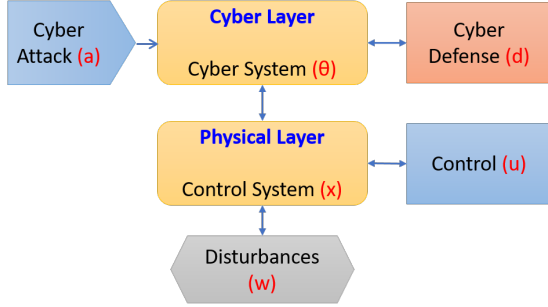 Cyber
Attack (a)
Cyber Layer
Cyber System (θ)
Cyber
Defense (d)
Physical Layer
Control System (x)
Control (u)
Disturbances
(w)